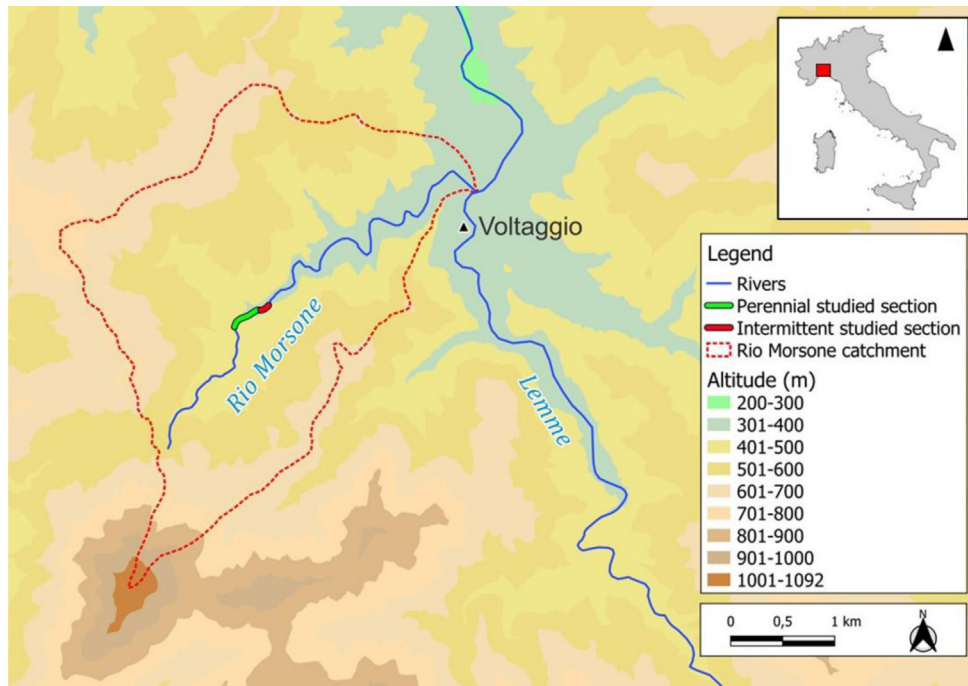 Voltaggio
Rio Morsone
Lemme
Legend
Rivers
Perennial studied section
Intermittent studied section
Rio Morsone catchment
Altitude (m)
200-300
301-400
401-500
501-600
601-700
701-800
801-900
901-1000
1001-1092
0 0,5 1 km
N